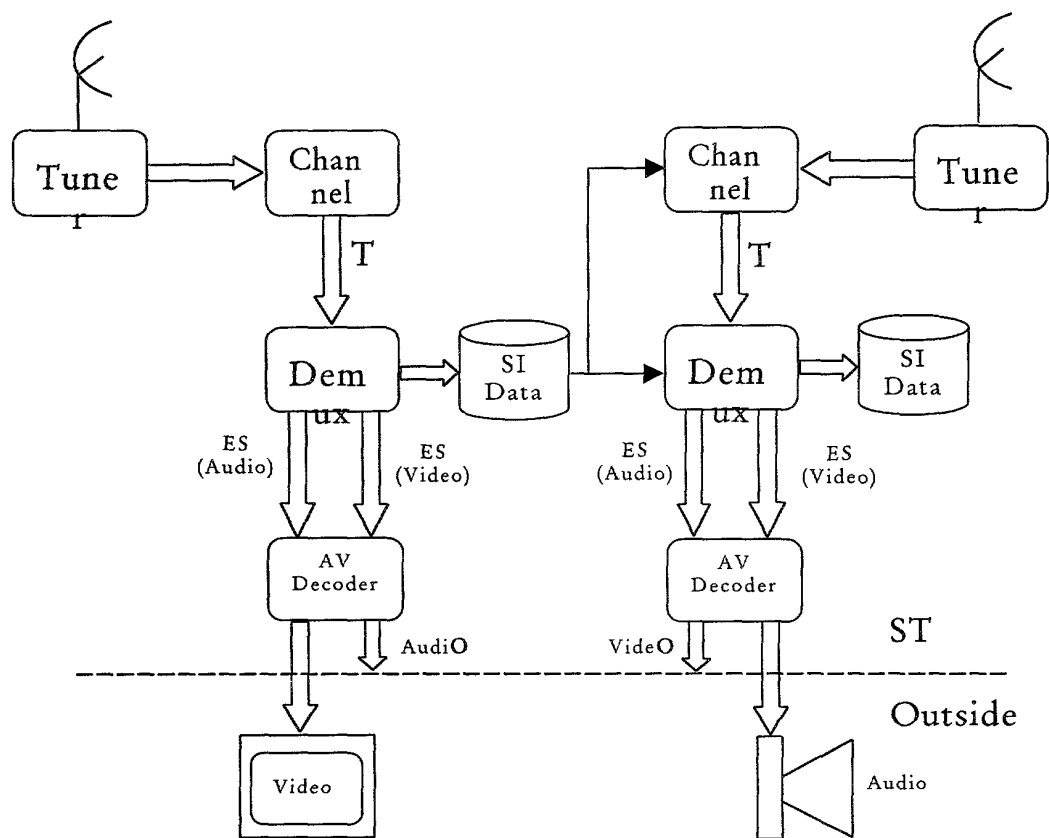 Tune
r
Chan
nel
Chan
nel
Tune
r
T
T
Dem
ux
SI
Data
Dem
ux
SI
Data
ES
(Audio)
ES
(Video)
ES
(Audio)
ES
(Video)
AV
Decoder
AV
Decoder
AudiO
VideO
ST
Outside
Video
Audio